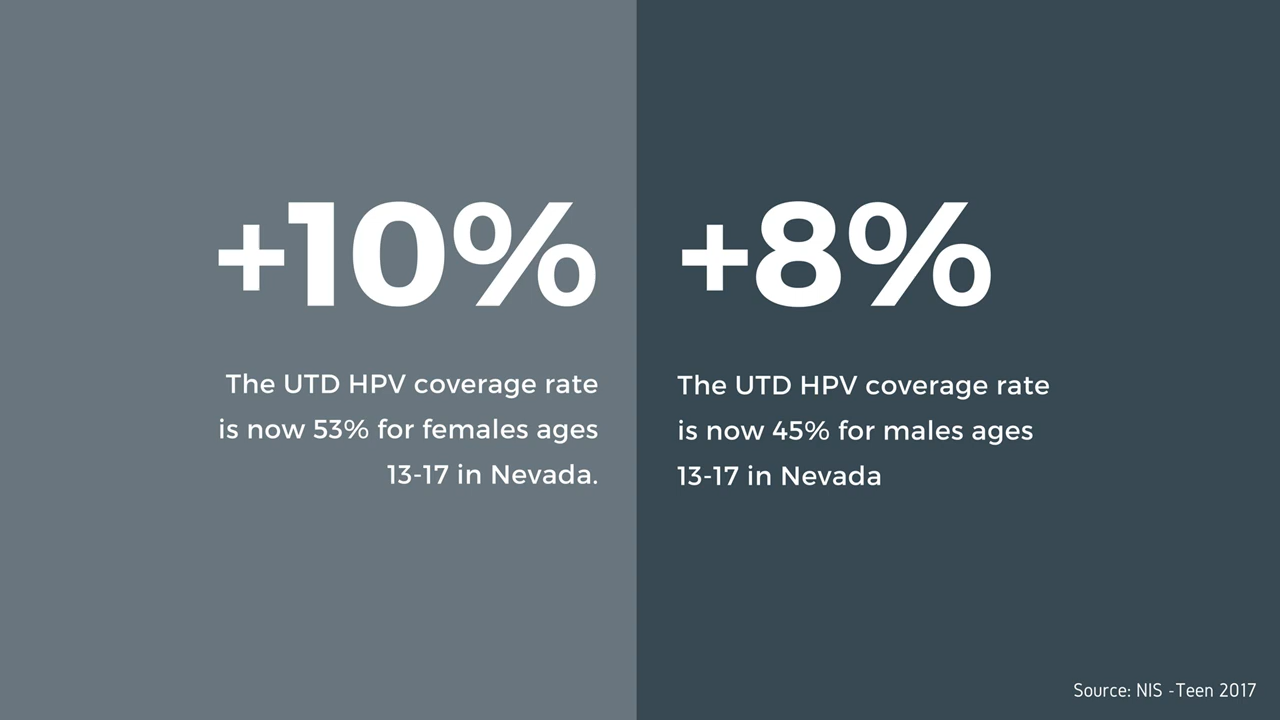 +10%
The UTD HPV coverage rate
is now 53% for females ages
13-17 in Nevada.
+8%
The UTD HPV coverage rate
is now 45% for males ages
13-17 in Nevada
Source: NIS -Teen 2017